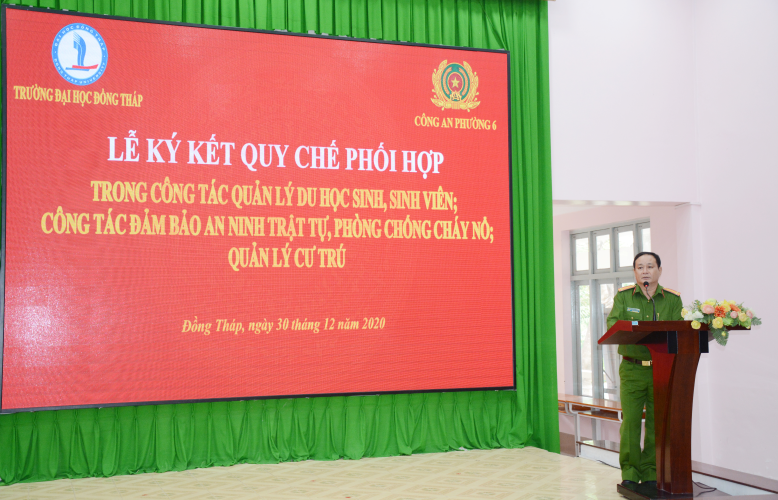 TRƯỜNG ĐẠI HỌC ĐỒNG THÁP
CÔNG AN PHƯỜNG 6
LỄ KÝ KẾT QUY CHẾ PHỐI HỢP
TRONG CÔNG TÁC QUẢN LÝ DU HỌC SINH, SINH VIÊN;
CÔNG TÁC ĐẢM BẢO AN NINH TRẬT TỰ, PHÒNG CHỐNG CHÁY NỔ;
QUẢN LÝ CƯ TRÚ
Đồng Tháp, ngày 30 tháng 12 năm 2020